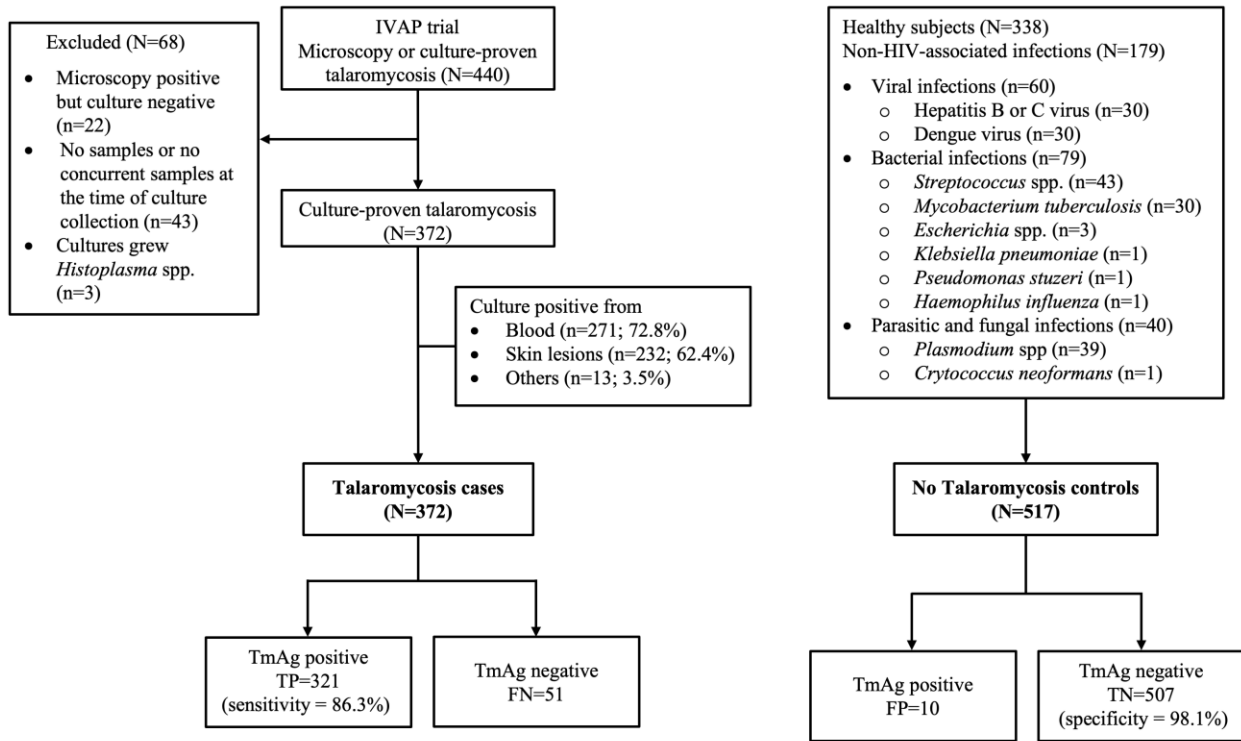 Excluded (N=68)
• Microscopy positive
but culture negative
(n=22)
• No samples or no
concurrent samples at
the time of culture
collection (n=43)
• Cultures grew
Histoplasma spp.
(n=3)
IVAP trial
Microscopy or culture-proven
talaromycosis (N=440)
Culture-proven talaromycosis
(N=372)
Culture positive from
• Blood (n=271; 72.8%)
• Skin lesions (n=232; 62.4%)
• Others (n=13; 3.5%)
Talaromycosis cases
(N=372)
TmAg positive
TP=321
(sensitivity = 86.3%)
TmAg negative
FN=51
Healthy subjects (N=338)
Non-HIV-associated infections (N=179)
• Viral infections (n=60)
o Hepatitis B or C virus (n=30)
o Dengue virus (n=30)
• Bacterial infections (n=79)
o Streptococcus spp. (n=43)
o Mycobacterium tuberculosis (n=30)
o Escherichia spp. (n=3)
o Klebsiella pneumoniae (n=1)
o Pseudomonas stuzeri (n=1)
o Haemophilus influenza (n=1)
• Parasitic and fungal infections (n=40)
o Plasmodium spp (n=39)
o Crytococcus neoformans (n=1)
No Talaromycosis controls
(N=517)
TmAg positive
FP=10
TmAg negative
TN=507
(specificity = 98.1%)